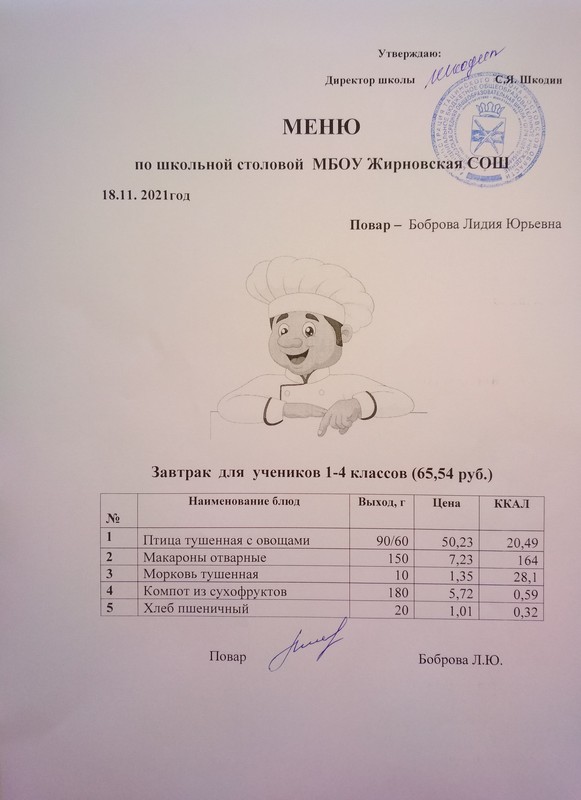 Утверждаю:
Директор школы С.Я. Шкодин
МЕНЮ
по школьной столовой МБОУ Жирновская СОШ
18.11. 2021год
Повар – Боброва Лидия Юрьевна
Завтрак для учеников 1-4 классов (65,54 руб.)
№ Наименование блюд Выход, г Цена ККАЛ
1 Птица тушенная с овощами 90/60 50,23 20,49
2 Макароны отварные 150 7,23 164
3 Морковь тушенная 10 1,35 28,1
4 Компот из сухофруктов 180 5,72 0,59
5 Хлеб пшеничный 20 1,01 0,32
Повар Боброва Л.Ю.